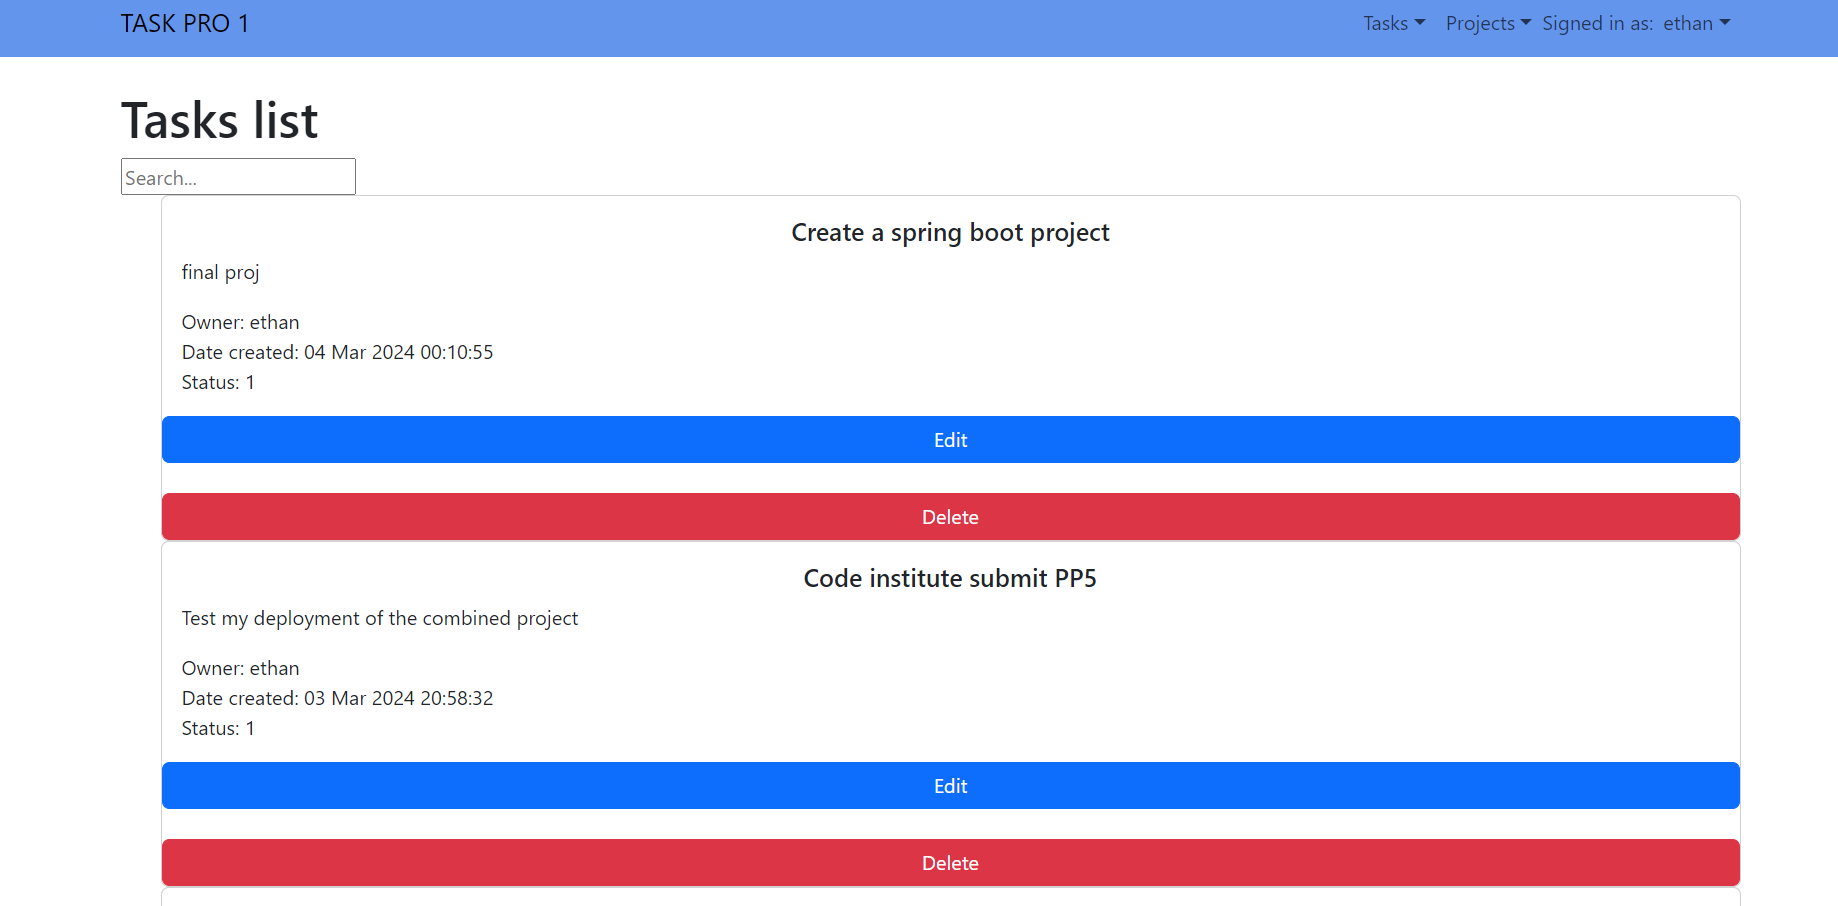 TASK PRO 1 Tasks Projects Signed in as: ethan
Tasks list
Search...
Create a spring boot project
final proj
Owner: ethan
Date created: 04 Mar 2024 00:10:55
Status: 1
Edit
Delete
Code institute submit PP5
Test my deployment of the combined project
Owner: ethan
Date created: 03 Mar 2024 20:58:32
Status: 1
Edit
Delete